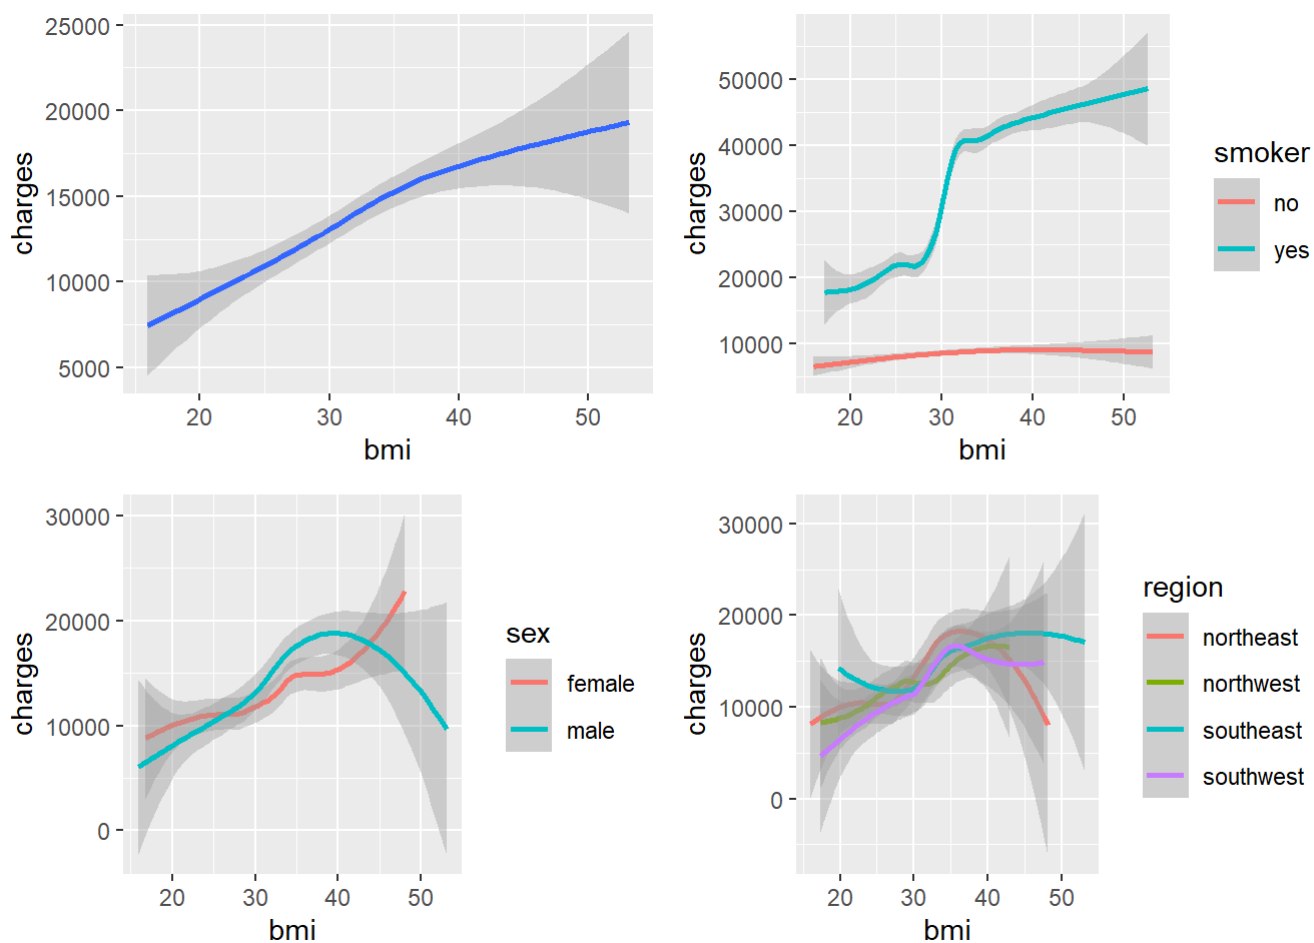 25000
20000
15000
10000
5000
charges
20 30 40 50
bmi
50000
40000
30000
20000
10000
charges
20 30 40 50
bmi
smoker
no
yes
30000
20000
10000
0
charges
20 30 40 50
bmi
sex
female
male
30000
20000
10000
0
charges
20 30 40 50
bmi
region
northeast
northwest
southeast
southwest